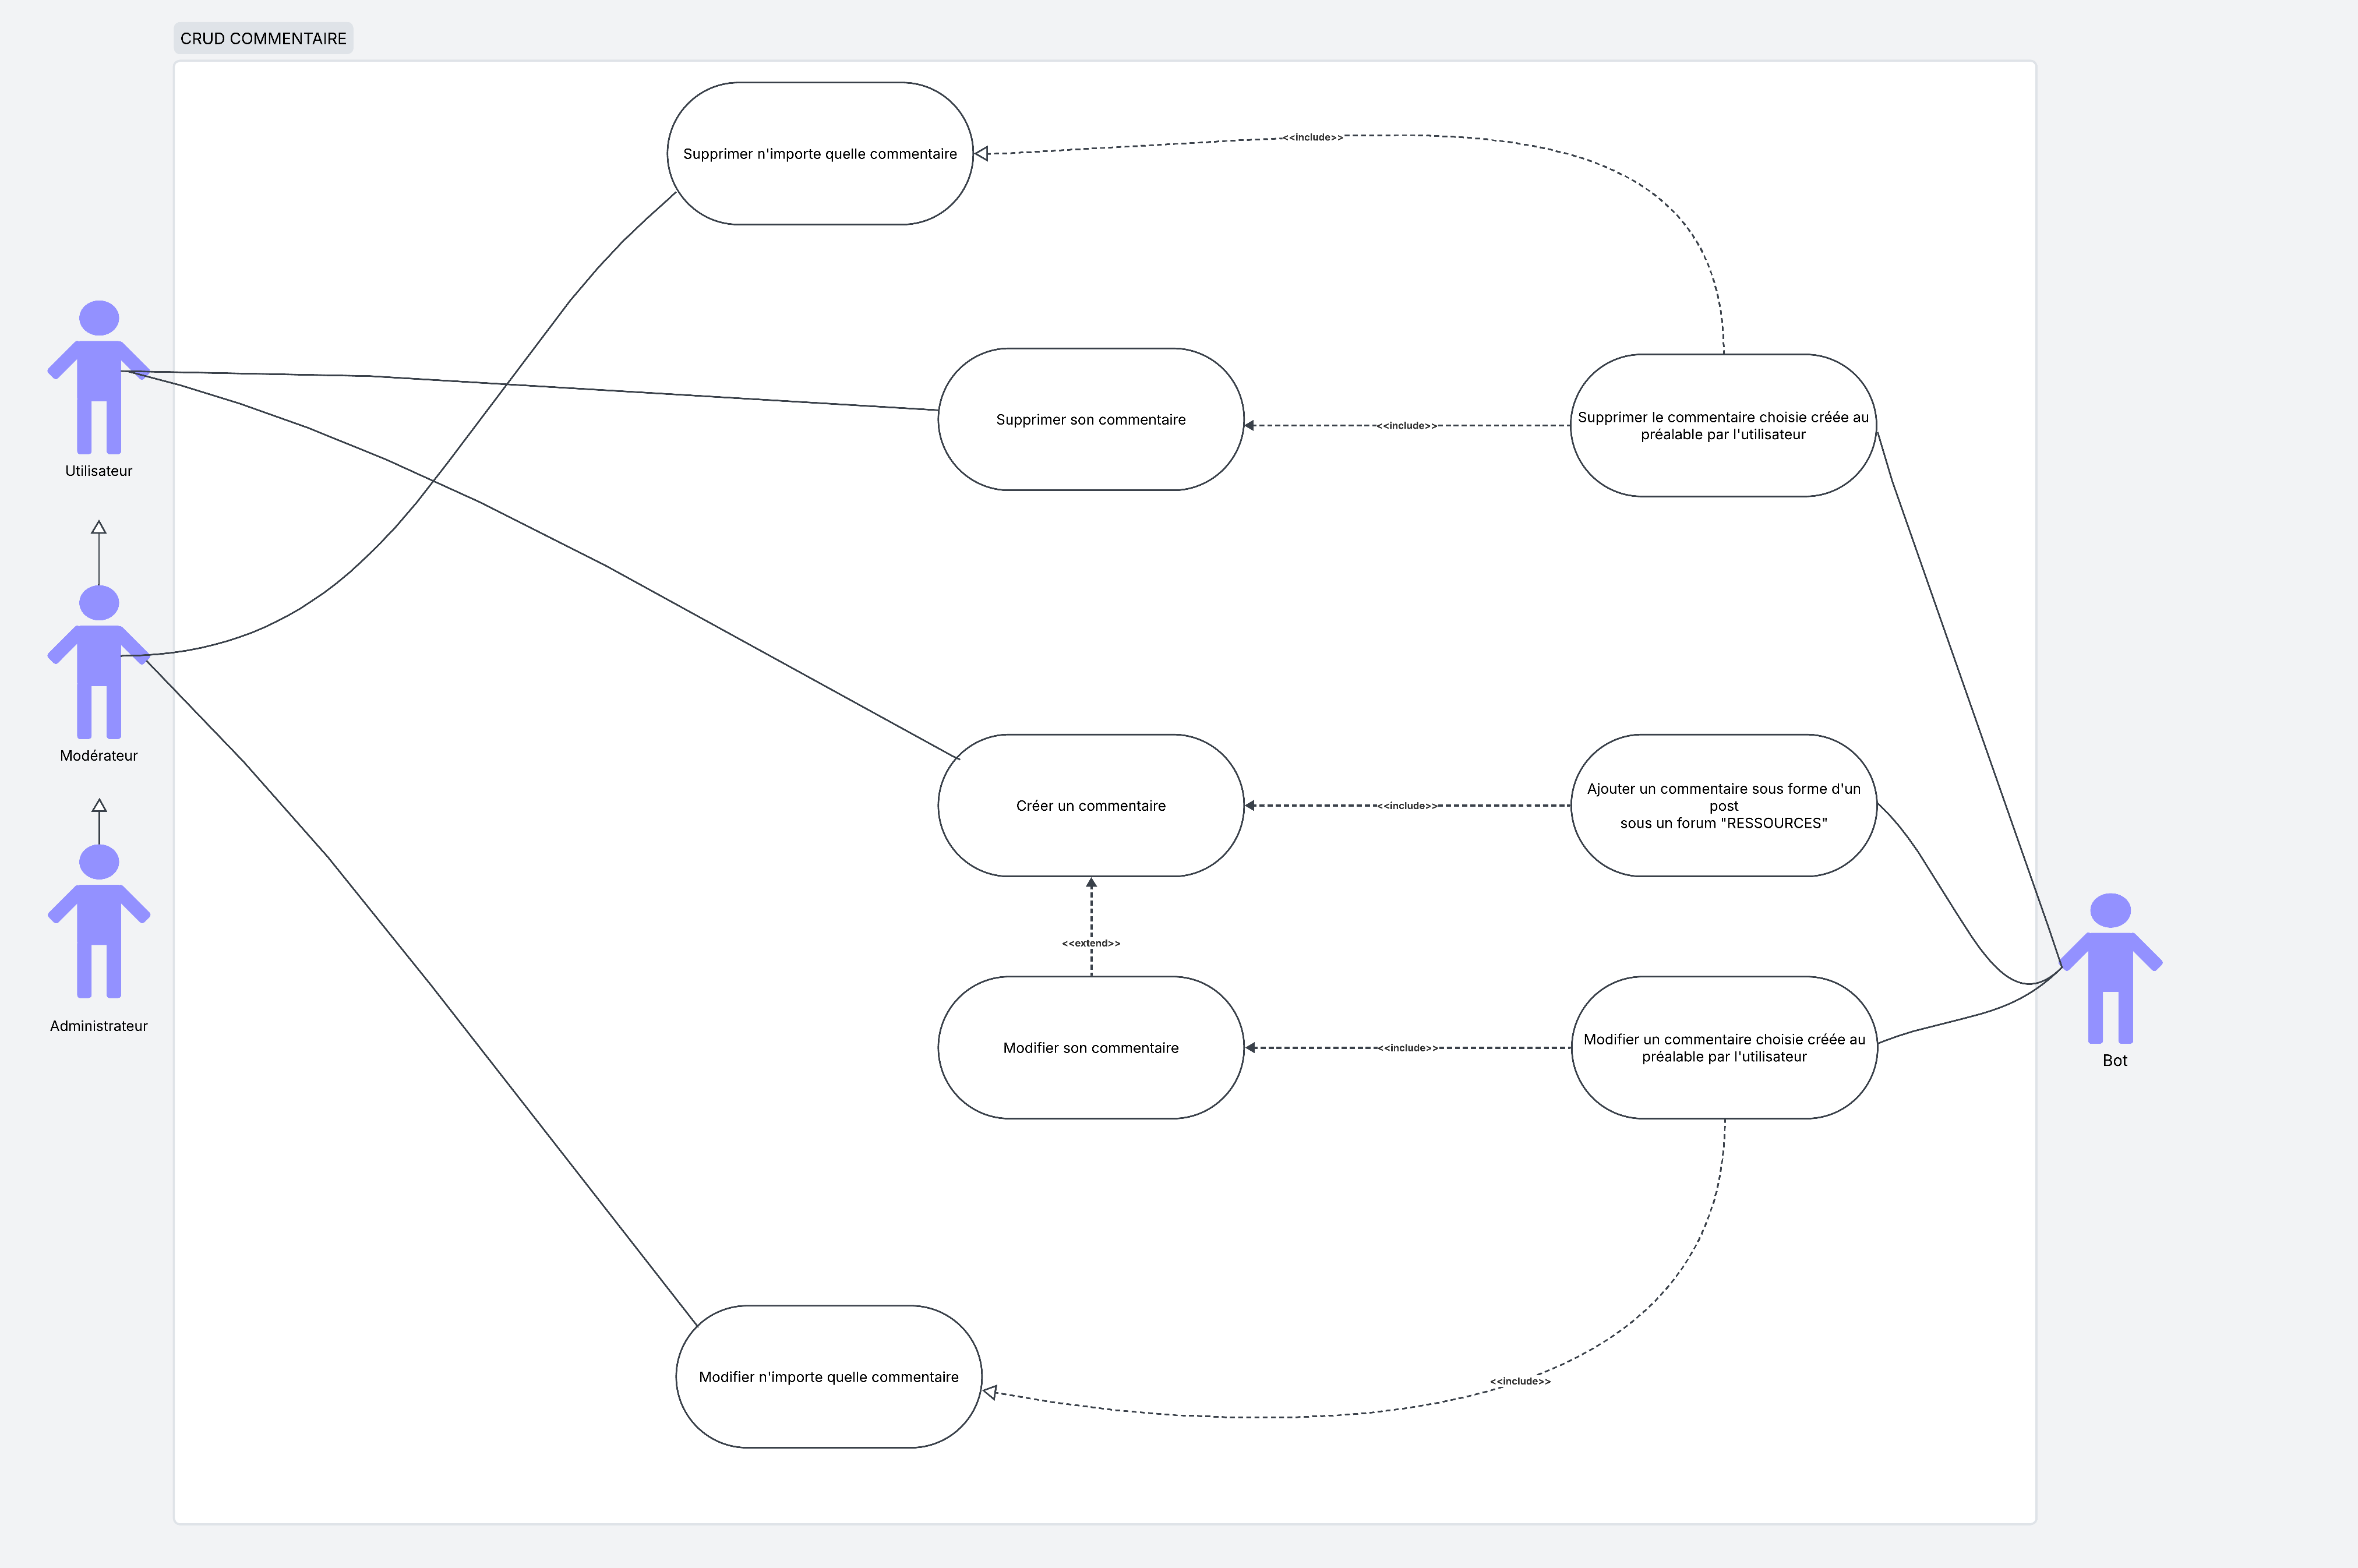 CRUD COMMENTAIRE
Supprimer n'importe quelle commentaire
<<include>>
Utilisateur
Supprimer son commentaire
<<include>>
Supprimer le commentaire choisie créée au
préalable par l'utilisateur
Modérateur
Créer un commentaire
<<include>>
Ajouter un commentaire sous forme d'un
post
sous un forum "RESSOURCES"
<<extend>>
Administrateur
Modifier son commentaire
<<include>>
Modifier un commentaire choisie créée au
préalable par l'utilisateur
Bot
Modifier n'importe quelle commentaire
<<include>>